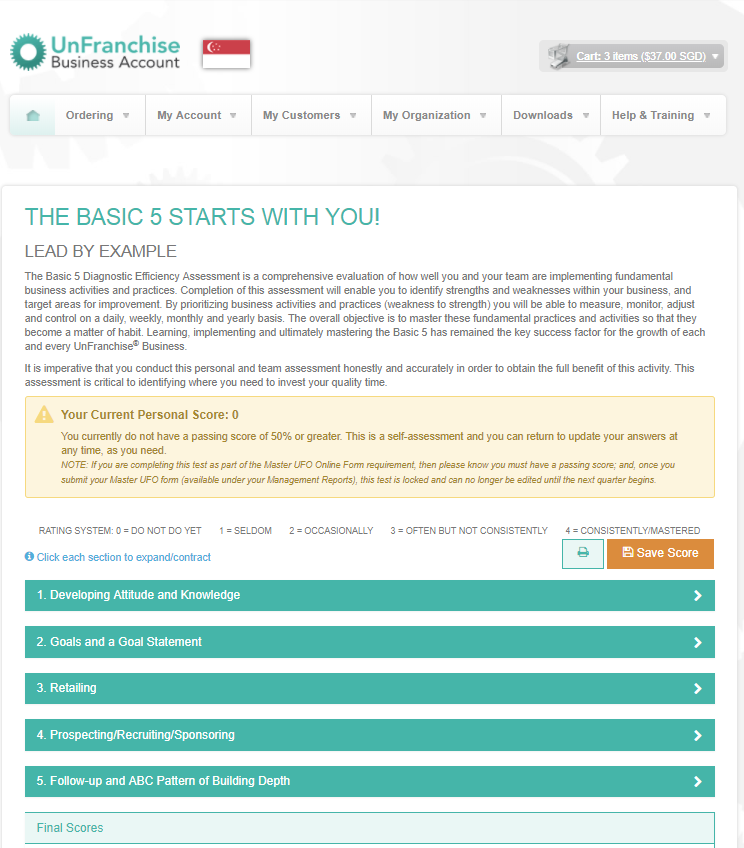 UnFranchise
Business Account
Cart: 3 items ($37.00 SGD)
Ordering
My Account
My Customers
My Organization
Downloads
Help & Training
THE BASIC 5 STARTS WITH YOU!
LEAD BY EXAMPLE
The Basic 5 Diagnostic Efficiency Assessment is a comprehensive evaluation of how well you and your team are implementing fundamental
business activities and practices. Completion of this assessment will enable you to identify strengths and weaknesses within your business, and
target areas for improvement. By prioritizing business activities and practices (weakness to strength) you will be able to measure, monitor, adjust
and control on a daily, weekly, monthly and yearly basis. The overall objective is to master these fundamental practices and activities so that they
become a matter of habit. Learning, implementing and ultimately mastering the Basic 5 has remained the key success factor for the growth of each
and every UnFranchise® Business.
It is imperative that you conduct this personal and team assessment honestly and accurately in order to obtain the full benefit of this activity. This
assessment is critical to identifying where you need to invest your quality time.
Your Current Personal Score: 0
You currently do not have a passing score of 50% or greater. This is a self-assessment and you can return to update your answers at
any time, as you need.
NOTE: If you are completing this test as part of the Master UFO Online Form requirement, then please know you must have a passing score; and, once you
submit your Master UFO form (available under your Management Reports), this test is locked and can no longer be edited until the next quarter begins.
RATING SYSTEM: 0 = DO NOT DO YET 1 = SELDOM 2 = OCCASIONALLY 3 = OFTEN BUT NOT CONSISTENTLY 4 = CONSISTENTLY/MASTERED
Click each section to expand/contract
Save Score
1. Developing Attitude and Knowledge
2. Goals and a Goal Statement
3. Retailing
4. Prospecting/Recruiting/Sponsoring
5. Follow-up and ABC Pattern of Building Depth
Final Scores